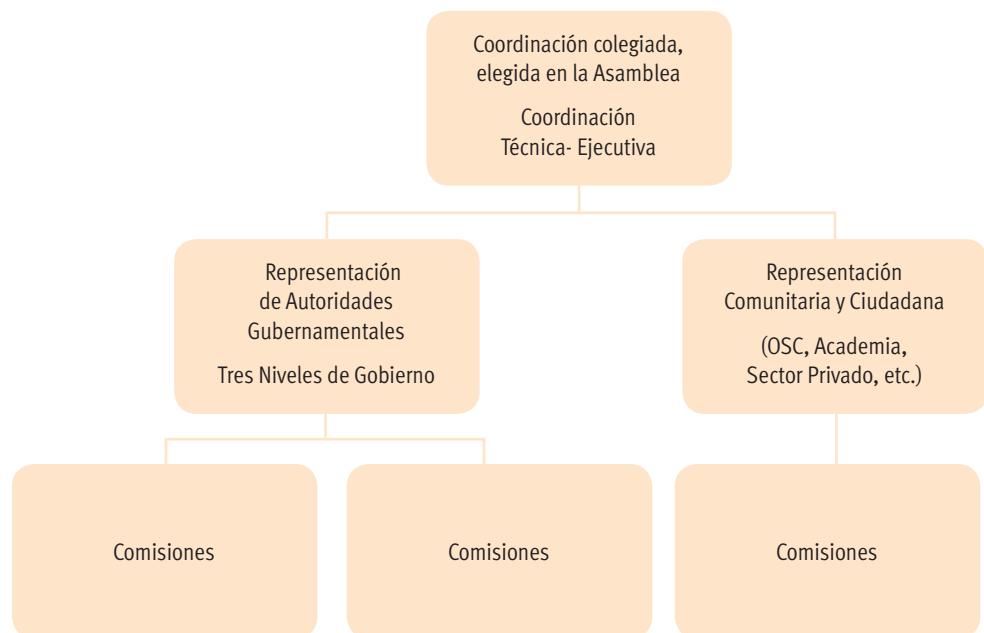 Coordinación colegiada,
elegida en la Asamblea
Coordinación
Técnica- Ejecutiva
Representación
de Autoridades
Gubernamentales
Tres Niveles de Gobierno
Representación
Comunitaria y Ciudadana
(OSC, Academia,
Sector Privado, etc.)
Comisiones
Comisiones
Comisiones